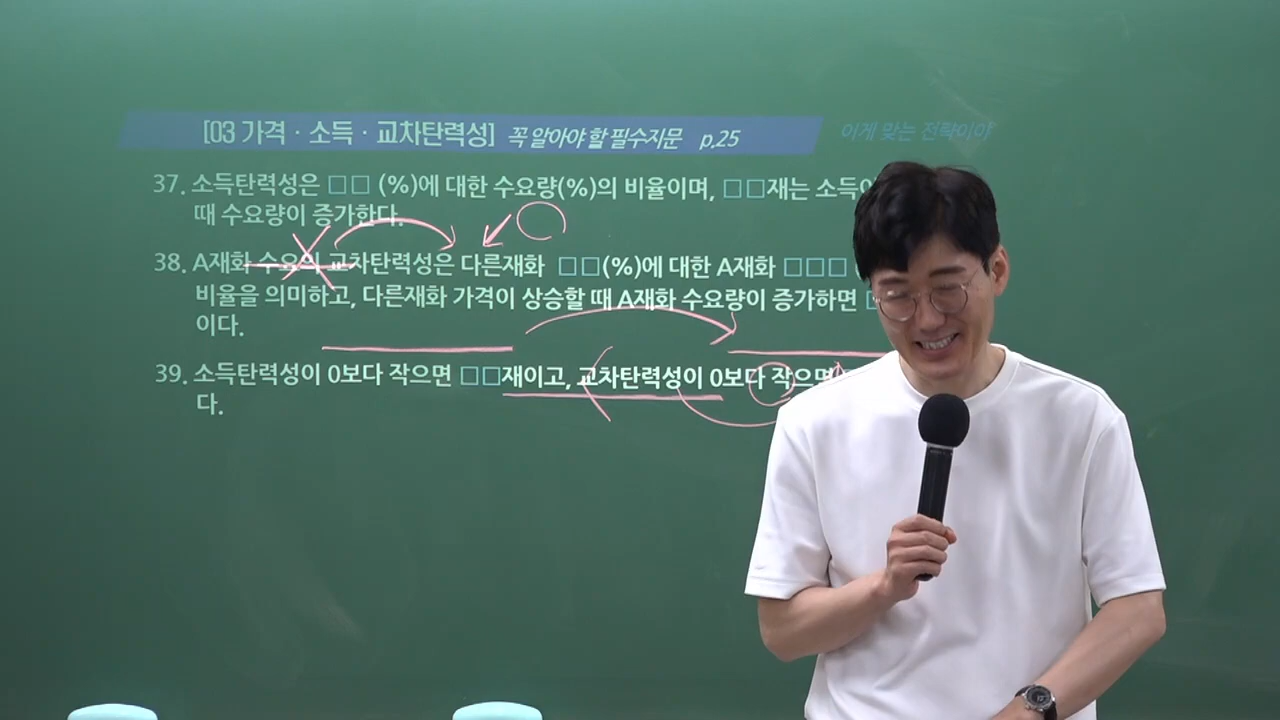 [03 가격 · 소득 · 교차탄력성] 꼭 알아야 할 필수지문 p.25 이게 맞는 전략이야
37. 소득탄력성은 □□ (%)에 대한 수요량(%)의 비율이며, □□재는
때 수요량이 증가한다.
38. A재화 수요의 교차탄력성은 다른재화 □□(%)에 대한 A재화 □□□
비율을 의미하고, 다른재화 가격이 상승할 때 A재화 수요량이 증가하면
이다.
39. 소득탄력성이 0보다 작으면 □□재이고, 교차탄력성이 0보다 작으면
다.